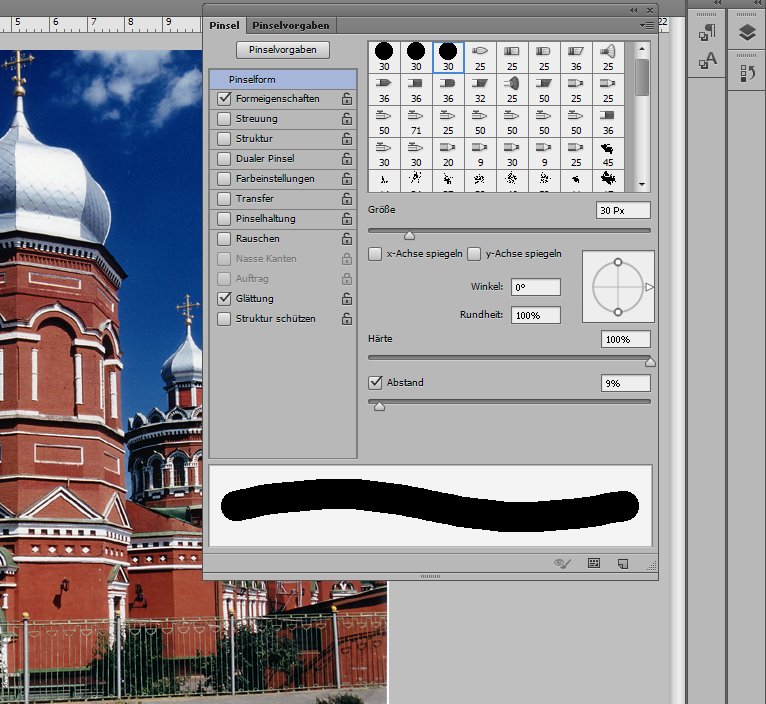 5 6 7 8 9 22
Pinsel Pinselvorgaben
Pinselvorgaben
Pinselform
Formeigenschaften
Streuung
Struktur
Dualer Pinsel
Farbeinstellungen
Transfer
Pinselhaltung
Rauschen
Nasse Kanten
Auftrag
Glättung
Struktur schützen
30 30 30 25 25 25 36 25
36 36 36 32 25 50 25 25
50 71 25 50 50 50 50 36
30 30 20 9 30 9 25 45
Größe 30 Px
x-Achse spiegeln y-Achse spiegeln
Winkel: 0°
Rundheit: 100%
Härte 100%
Abstand 9%
A